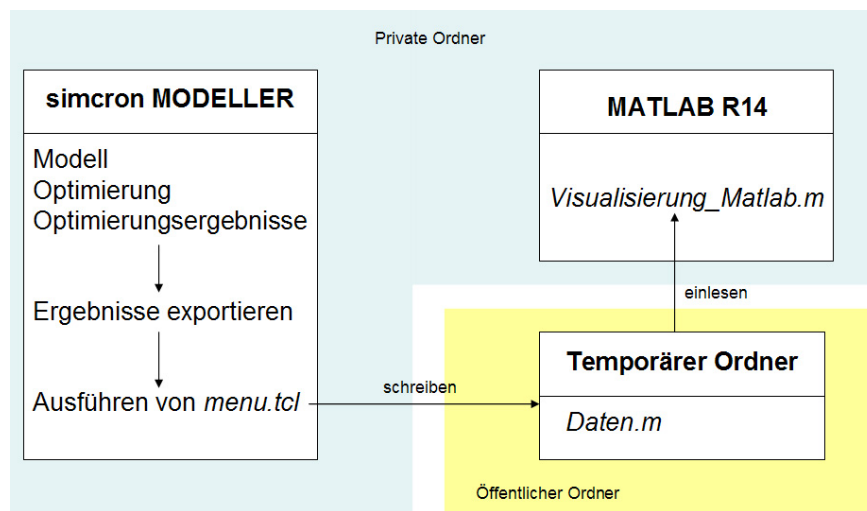 Private Ordner
simcron MODELLER
Modell
Optimierung
Optimierungsergebnisse
Ergebnisse exportieren
Ausführen von menu.tcl
schreiben
MATLAB R14
Visualisierung_Matlab.m
einlesen
Temporärer Ordner
Daten.m
Öffentlicher Ordner